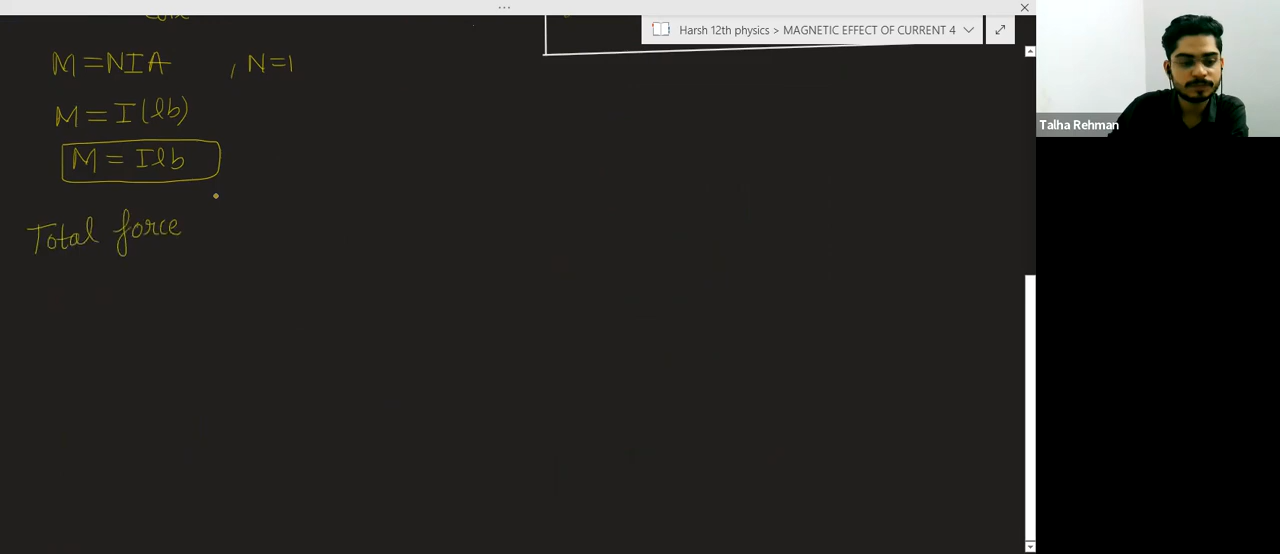 Harsh 12th physics > MAGNETIC EFFECT OF CURRENT 4
M = NIA , N = 1
M = I(lb)
M = Ilb
Total force
Talha Rehman